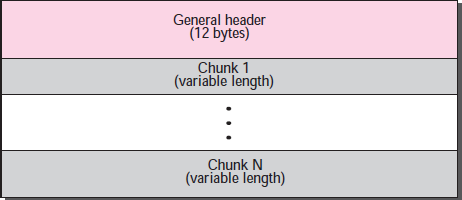 General header
(12 bytes)
Chunk 1
(variable length)
Chunk N
(variable length)